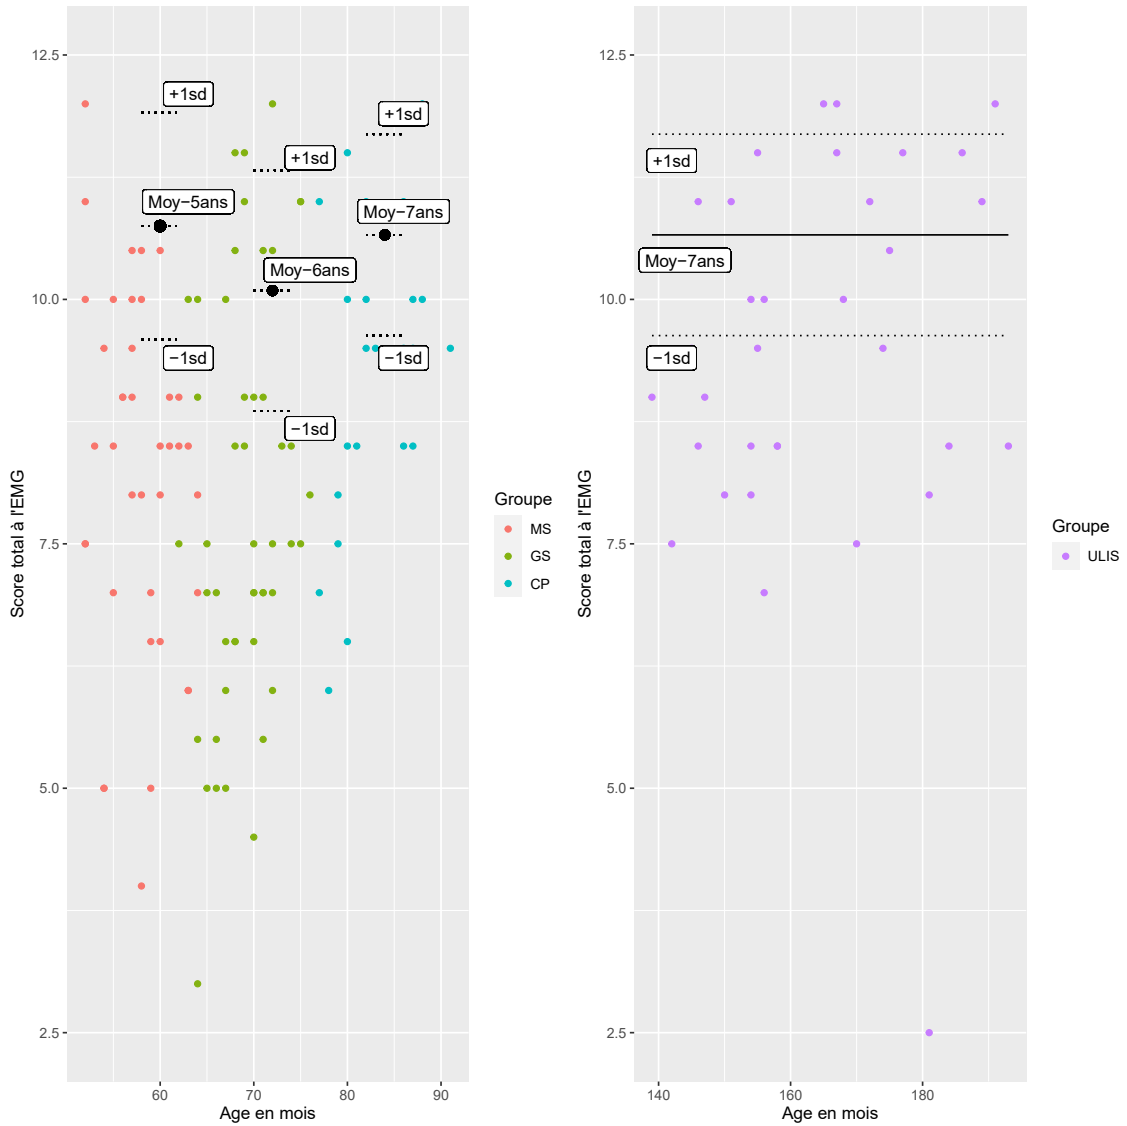 12.5
10.0
7.5
5.0
2.5
Score total à l'EMG
+1sd
+1sd
+1sd
Moy−5ans
Moy−7ans
Moy−6ans
−1sd
−1sd
−1sd
60
70
80
90
Age en mois
Groupe
MS
GS
CP
12.5
10.0
7.5
5.0
2.5
Score total à l'EMG
+1sd
Moy−7ans
−1sd
140
160
180
Age en mois
Groupe
ULIS